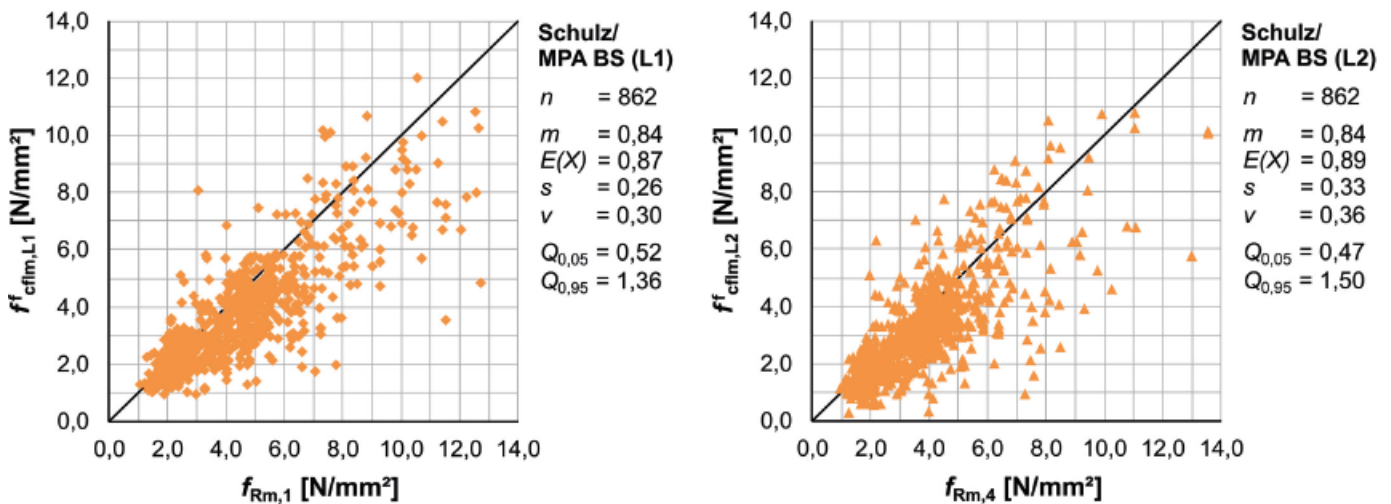 14,0
12,0
10,0
8,0
6,0
4,0
2,0
0,0
f^f_cflm,L1 [N/mm²]
0,0 2,0 4,0 6,0 8,0 10,0 12,0 14,0
f_Rm,1 [N/mm²]
Schulz/
MPA BS (L1)
n = 862
m = 0,84
E(X) = 0,87
s = 0,26
v = 0,30
Q_0,05 = 0,52
Q_0,95 = 1,36
14,0
12,0
10,0
8,0
6,0
4,0
2,0
0,0
f^f_cflm,L2 [N/mm²]
0,0 2,0 4,0 6,0 8,0 10,0 12,0 14,0
f_Rm,4 [N/mm²]
Schulz/
MPA BS (L2)
n = 862
m = 0,84
E(X) = 0,89
s = 0,33
v = 0,36
Q_0,05 = 0,47
Q_0,95 = 1,50